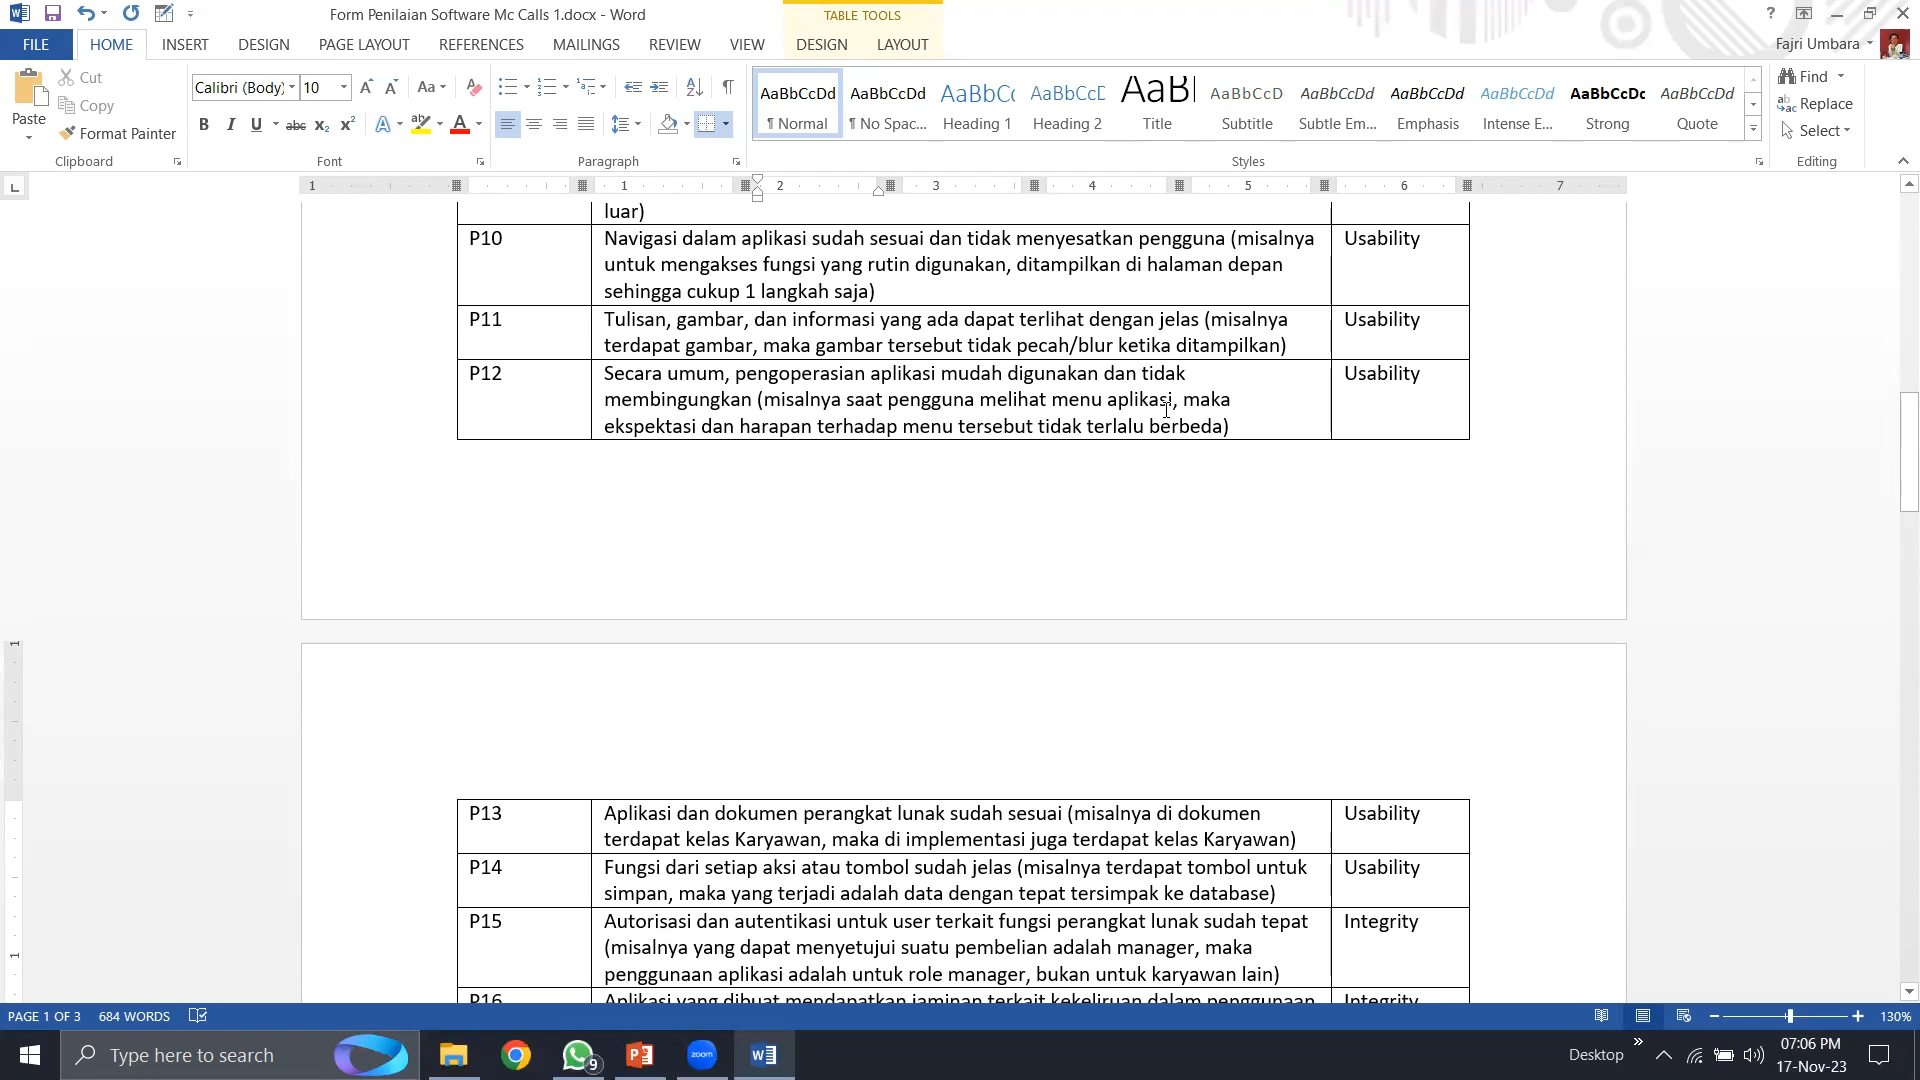 Form Penilaian Software Mc Calls 1.docx - Word
TABLE TOOLS
?
FILE
HOME
INSERT
DESIGN
PAGE LAYOUT
REFERENCES
MAILINGS
REVIEW
VIEW
DESIGN
LAYOUT
Fajri Umbara
Paste
Cut
Copy
Format Painter
Clipboard
Calibri (Body)
10
Font
Paragraph
AaBbCcDd
¶ Normal
AaBbCcDd
¶ No Spac...
AaBbC(
Heading 1
AaBbCcC
Heading 2
AaBl
Title
AaBbCcD
Subtitle
AaBbCcDd
Subtle Em...
AaBbCcDd
Emphasis
AaBbCcDd
Intense E...
AaBbCcDc
Strong
AaBbCcDd
Quote
Styles
Find
Replace
Select
Editing
1 1 2 3 4 5 6 7
luar)
P10
Navigasi dalam aplikasi sudah sesuai dan tidak menyesatkan pengguna (misalnya
untuk mengakses fungsi yang rutin digunakan, ditampilkan di halaman depan
sehingga cukup 1 langkah saja)
Usability
P11
Tulisan, gambar, dan informasi yang ada dapat terlihat dengan jelas (misalnya
terdapat gambar, maka gambar tersebut tidak pecah/blur ketika ditampilkan)
Usability
P12
Secara umum, pengoperasian aplikasi mudah digunakan dan tidak
membingungkan (misalnya saat pengguna melihat menu aplikasi, maka
ekspektasi dan harapan terhadap menu tersebut tidak terlalu berbeda)
Usability
P13
Aplikasi dan dokumen perangkat lunak sudah sesuai (misalnya di dokumen
terdapat kelas Karyawan, maka di implementasi juga terdapat kelas Karyawan)
Usability
P14
Fungsi dari setiap aksi atau tombol sudah jelas (misalnya terdapat tombol untuk
simpan, maka yang terjadi adalah data dengan tepat tersimpak ke database)
Usability
P15
Autorisasi dan autentikasi untuk user terkait fungsi perangkat lunak sudah tepat
(misalnya yang dapat menyetujui suatu pembelian adalah manager, maka
penggunaan aplikasi adalah untuk role manager, bukan untuk karyawan lain)
Integrity
P16
Aplikasi yang dibuat mendapatkan jaminan terkait kekeliruan dalam penggunaan
Integrity
PAGE 1 OF 3
684 WORDS
130%
Type here to search
9
zoom
Desktop
07:06 PM
17-Nov-23